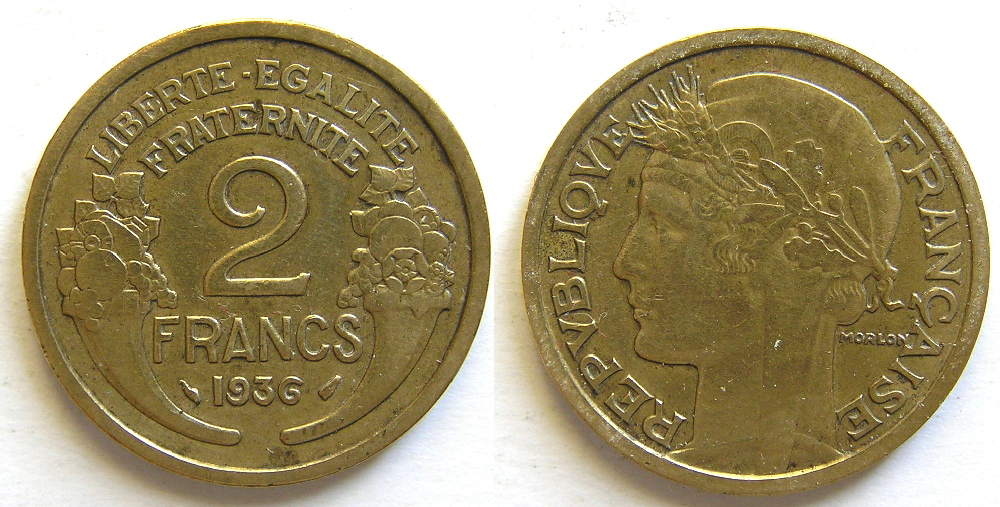 LIBERTE - EGALITE
FRATERNITE
2
FRANCS
1936
REPVBLIQVE FRANÇAISE
MORLON